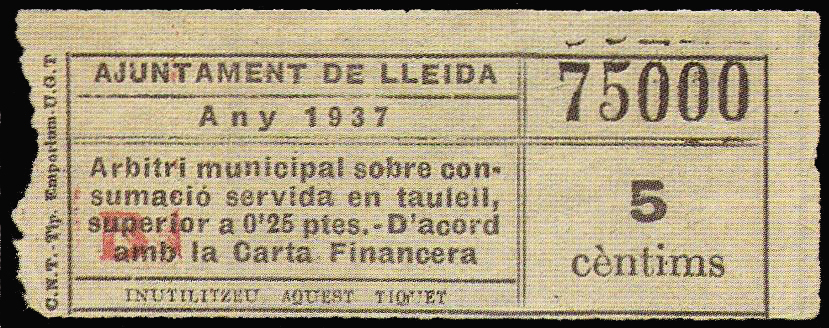 C.N.T.-Tip. Emporium-U.G.T
AJUNTAMENT DE LLEIDA
Any 1937
Arbitri municipal sobre con-
sumació servida en taulell,
superior a 0'25 ptes.-D'acord
amb la Carta Financera
INUTILITZEU AQUEST TIQUET
75000
5
cèntims